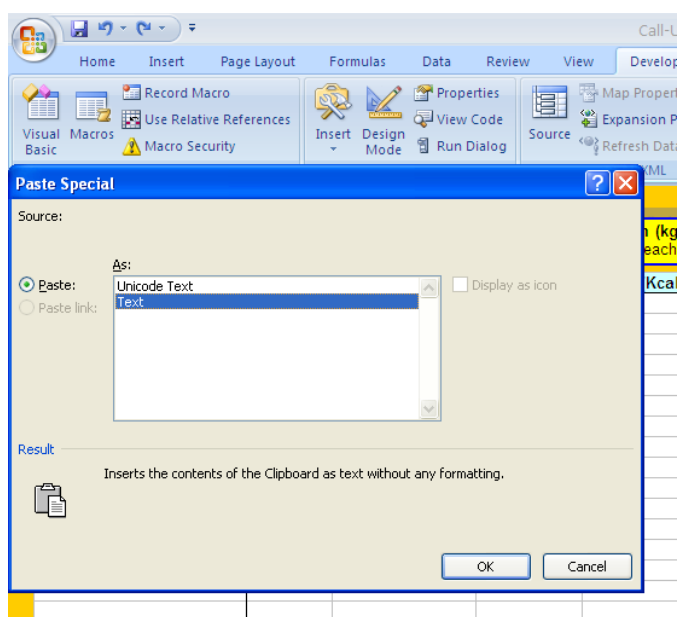 Call-U
Home Insert Page Layout Formulas Data Review View Develop
Record Macro
Use Relative References
Macro Security
Visual Basic
Macros
Insert
Design Mode
Properties
View Code
Run Dialog
Source
Map Propert
Expansion P
Refresh Data
XML
Paste Special
Source:
As:
Paste:
Paste link:
Unicode Text
Text
Display as icon
Result
Inserts the contents of the Clipboard as text without any formatting.
OK Cancel
n (kg
each
Kcal